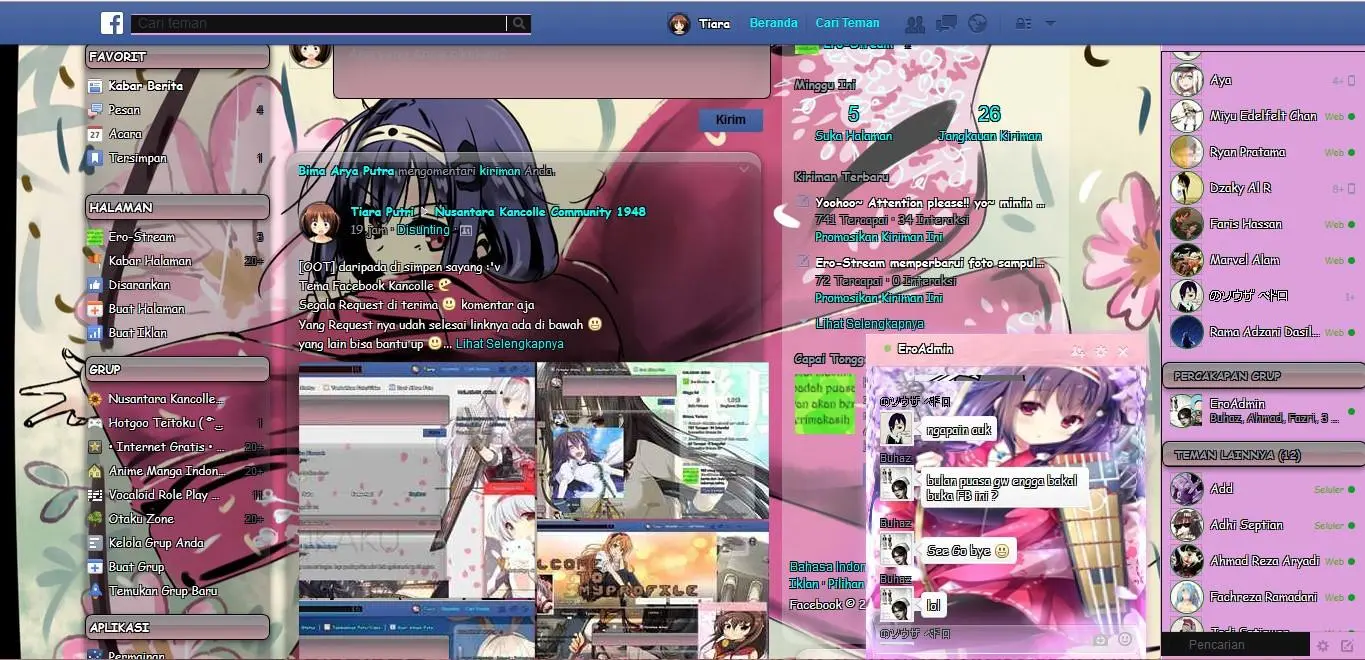 f
Cari teman
Tiara
Beranda
Cari Teman
FAVORIT
Kabar Berita
Pesan 4
Acara
Tersimpan 1
HALAMAN
Ero-Stream 3
Kabar Halaman 20+
Disarankan
Buat Halaman
Buat Iklan
GRUP
Nusantara Kancolle...
Hotgoo Teitoku ( ͡° ͜ 1
• Internet Gratis • ... 20+
Anime Manga Indon... 20+
Vocaloid Role Play ... 11
Otaku Zone 20+
Kelola Grup Anda
Buat Grup
Temukan Grup Baru
APLIKASI
Permainan
Kirim
Bima Arya Putra mengomentari kiriman Anda.
Tiara Putri ▸ Nusantara Kancolle Community 1948
19 jam · Disunting ·
[OOT] daripada di simpen sayang :'v
Tema Facebook Kancolle
Segala Request di terima 😃 komentar aja
Yang Request nya udah selesai linknya ada di bawah 😃
yang lain bisa bantu up 😃... Lihat Selengkapnya
MYPROFILE
Ero-Stream
Minggu Ini
5
Suka Halaman
26
Jangkauan Kiriman
Kiriman Terbaru
Yoohoo~ Attention please!! yo~ mimin ...
741 Tercapai · 34 Interaksi
Promosikan Kiriman Ini
Ero-Stream memperbarui foto sampul...
72 Tercapai · 0 Interaksi
Promosikan Kiriman Ini
Lihat Selengkapnya
Capai Tongg
Bahasa Indon
Iklan · Pilihan
Facebook © 2
EroAdmin
のソウザ ペドロ
ngapain auk
Buhaz
bulan puasa gw engga bakal
buka FB ini ?
Buhaz
See Go bye 😃
Buhaz
lol
のソウザ ペドロ
Aya 4+
Miyu Edelfelt Chan Web
Ryan Pratama Web
Dzaky Al R 8+
Faris Hassan Web
Marvel Alam Web
のソウザ ペドロ 1+
Rama Adzani Dasil... Web
PERCAKAPAN GRUP
EroAdmin
Buhaz, Ahmad, Fazri, 3 ...
TEMAN LAINNYA (12)
Add Seluler
Adhi Septian Seluler
Ahmad Reza Aryadi Web
Fachreza Ramadani Web
Pencarian